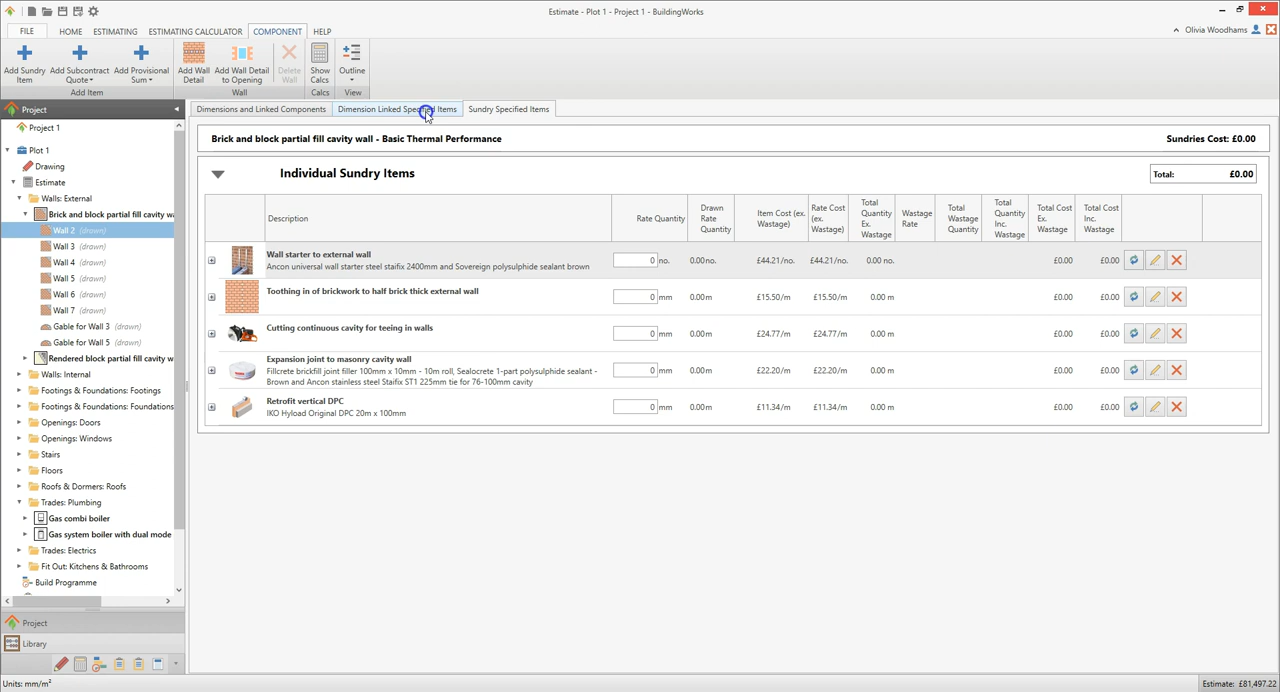 Estimate - Plot 1 - Project 1 - BuildingWorks
FILE HOME ESTIMATING ESTIMATING CALCULATOR COMPONENT HELP
Olivia Woodhams
Add Sundry Item
Add Subcontract Quote
Add Provisional Sum
Add Wall Detail
Add Wall Detail to Opening
Delete Wall
Show Calcs
Outline
Add Item
Wall
Calcs
View
Project
Project 1
Plot 1
Drawing
Estimate
Walls: External
Brick and block partial fill cavity w
Wall 2 (drawn)
Wall 3 (drawn)
Wall 4 (drawn)
Wall 5 (drawn)
Wall 6 (drawn)
Wall 7 (drawn)
Gable for Wall 3 (drawn)
Gable for Wall 5 (drawn)
Rendered block partial fill cavity w
Walls: Internal
Footings & Foundations: Footings
Footings & Foundations: Foundations
Openings: Doors
Openings: Windows
Stairs
Floors
Roofs & Dormers: Roofs
Trades: Plumbing
Gas combi boiler
Gas system boiler with dual mode
Trades: Electrics
Fit Out: Kitchens & Bathrooms
Build Programme
Project
Library
Dimensions and Linked Components
Dimension Linked Specified Items
Sundry Specified Items
Brick and block partial fill cavity wall - Basic Thermal Performance
Sundries Cost: £0.00
Individual Sundry Items
Total: £0.00
Description
Rate Quantity
Drawn Rate Quantity
Item Cost (ex. Wastage)
Rate Cost (ex. Wastage)
Total Quantity Ex. Wastage
Wastage Rate
Total Wastage Quantity
Total Quantity Inc. Wastage
Total Cost Ex. Wastage
Total Cost Inc. Wastage
Wall starter to external wall
Ancon universal wall starter steel staifix 2400mm and Sovereign polysulphide sealant brown
0 no. 0.00no. £44.21/no. £44.21/no. 0.00 no. £0.00 £0.00
Toothing in of brickwork to half brick thick external wall
0 mm 0.00m £15.50/m £15.50/m 0.00 m £0.00 £0.00
Cutting continuous cavity for teeing in walls
0 mm 0.00m £24.77/m £24.77/m 0.00 m £0.00 £0.00
Expansion joint to masonry cavity wall
Fillcrete brickfill joint filler 100mm x 10mm - 10m roll, Sealocrete 1-part polysulphide sealant -
Brown and Ancon stainless steel Staifix ST1 225mm tie for 76-100mm cavity
0 mm 0.00m £22.20/m £22.20/m 0.00 m £0.00 £0.00
Retrofit vertical DPC
IKO Hyload Original DPC 20m x 100mm
0 mm 0.00m £11.34/m £11.34/m 0.00 m £0.00 £0.00
Units: mm/m²
Estimate: £81,497.22